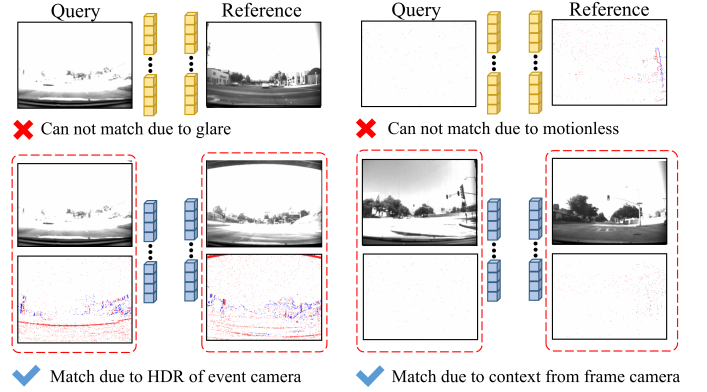 Query Reference
Query Reference
Can not match due to glare
Can not match due to motionless
Match due to HDR of event camera
Match due to context from frame camera